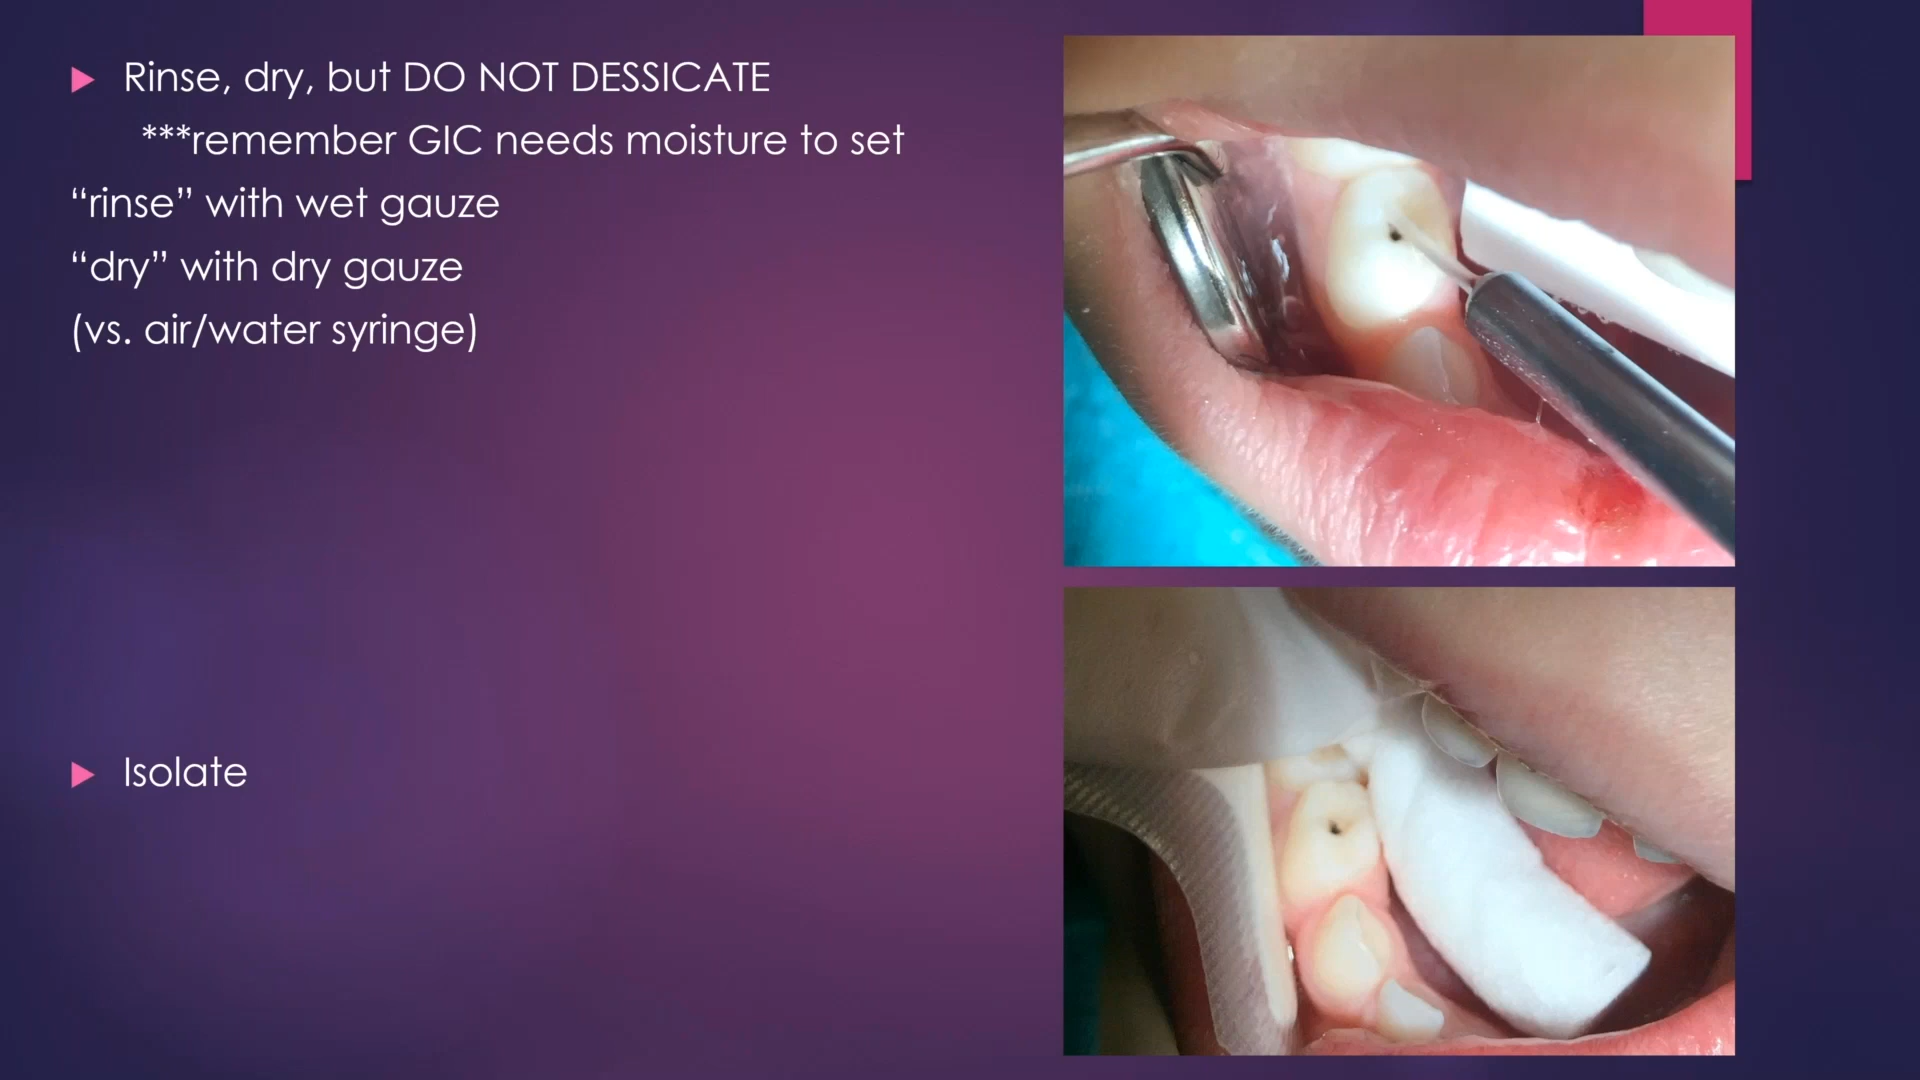 Rinse, dry, but DO NOT DESSICATE
***remember GIC needs moisture to set
“rinse” with wet gauze
“dry” with dry gauze
(vs. air/water syringe)
Isolate